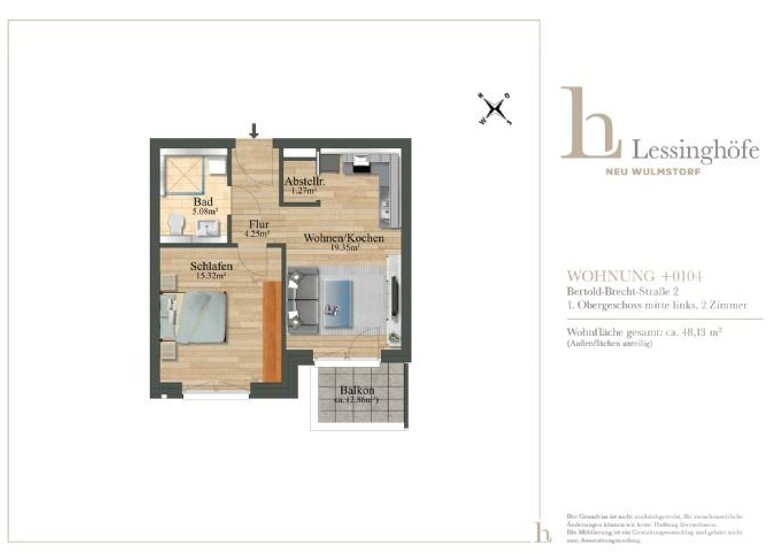 N
O
W
S
Lessinghöfe
NEU WULMSTORF
Bad
5.08m²
Abstellr.
1.27m²
Flur
4.25m²
Wohnen/Kochen
19.35m²
Schlafen
15.32m²
Balkon
ca. (2.86m²)
WOHNUNG +0104
Bertold-Brecht-Straße 2
1. Obergeschoss mitte links, 2 Zimmer
Wohnfläche gesamt: ca. 48,13 m²
(Außenflächen anteilig)
Der Grundriss ist nicht maßstabsgerecht, für zwischenzeitliche
Änderungen können wir keine Haftung übernehmen.
Die Möblierung ist ein Gestaltungsvorschlag und gehört nicht
zum Ausstattungsumfang.